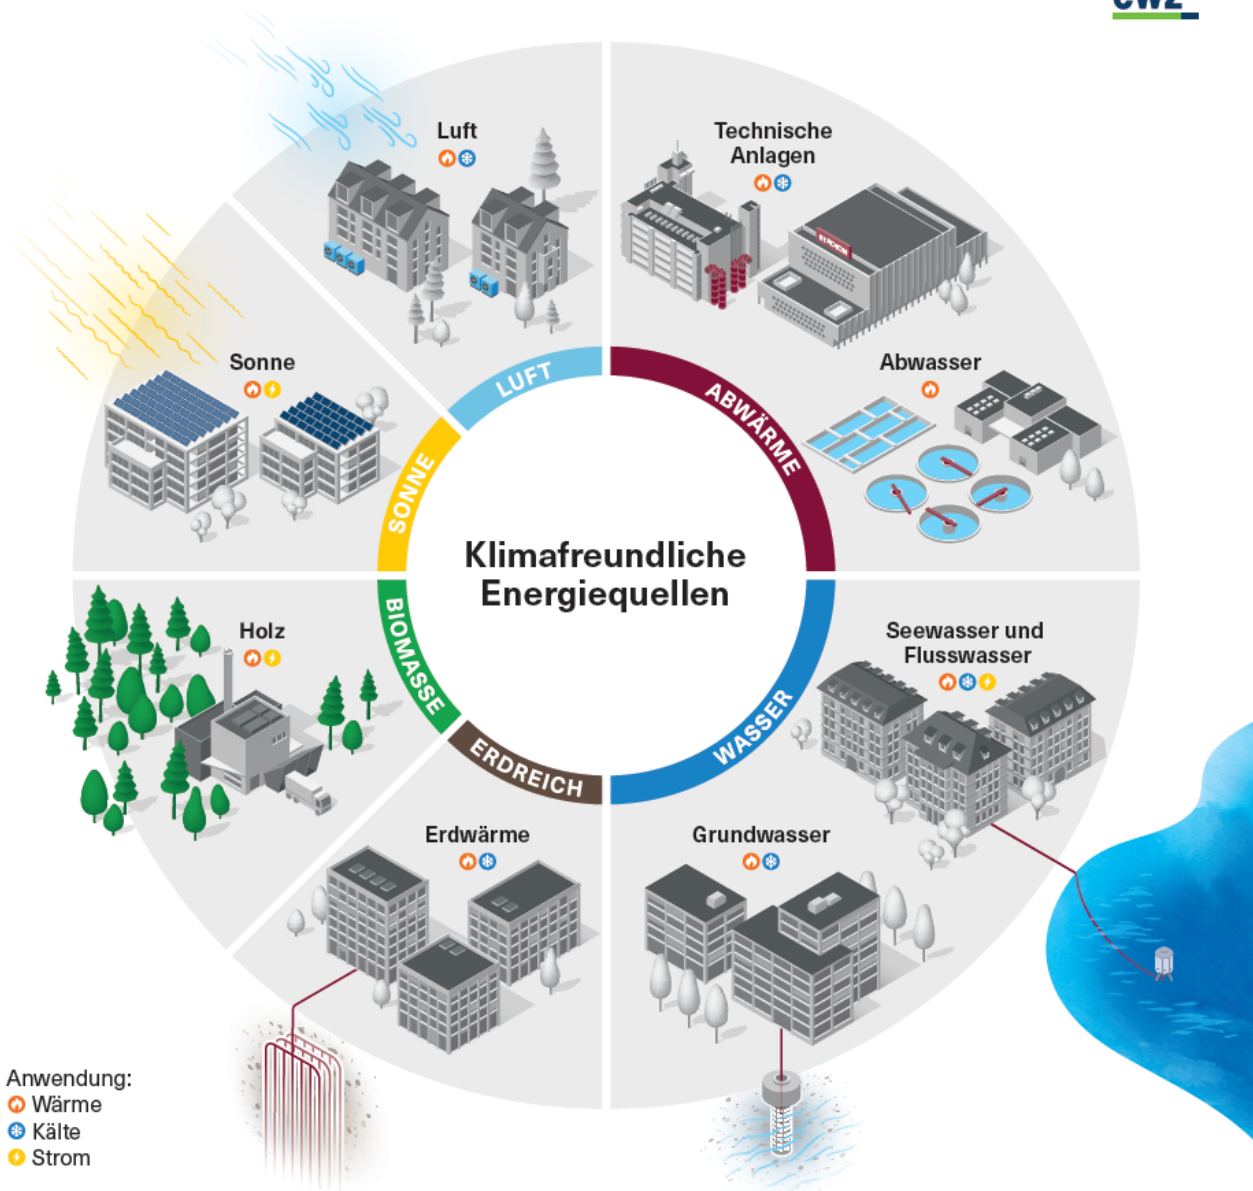 ewz
Luft
Technische
Anlagen
Sonne
Abwasser
LUFT
ABWÄRME
SONNE
Klimafreundliche
Energiequellen
BIOMASSE
Holz
Seewasser und
Flusswasser
WASSER
ERDREICH
Erdwärme
Grundwasser
Anwendung:
Wärme
Kälte
Strom